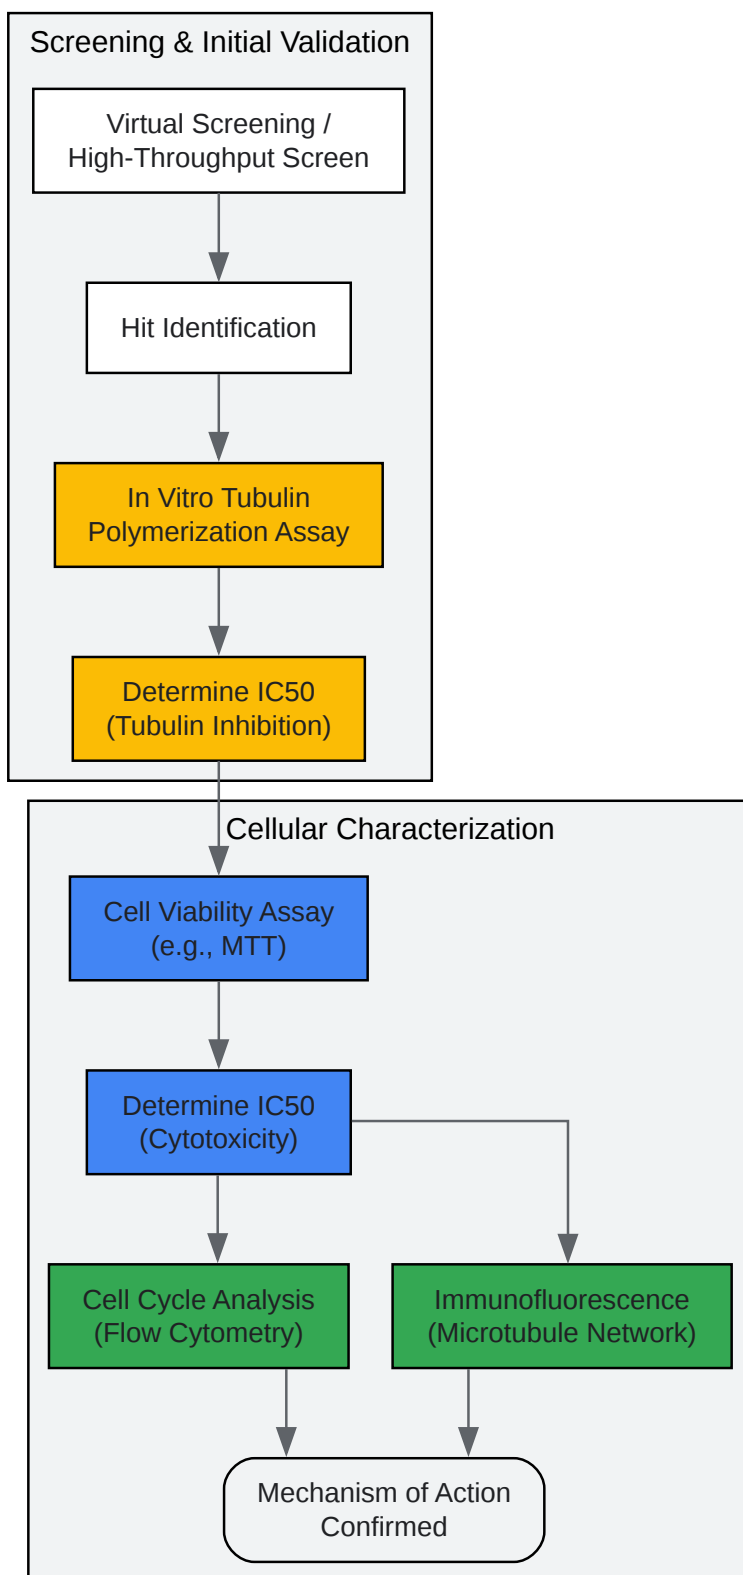 Screening & Initial Validation
Virtual Screening /
High-Throughput Screen
Hit Identification
In Vitro Tubulin
Polymerization Assay
Determine IC50
(Tubulin Inhibition)
Cellular Characterization
Cell Viability Assay
(e.g., MTT)
Determine IC50
(Cytotoxicity)
Cell Cycle Analysis
(Flow Cytometry)
Immunofluorescence
(Microtubule Network)
Mechanism of Action
Confirmed